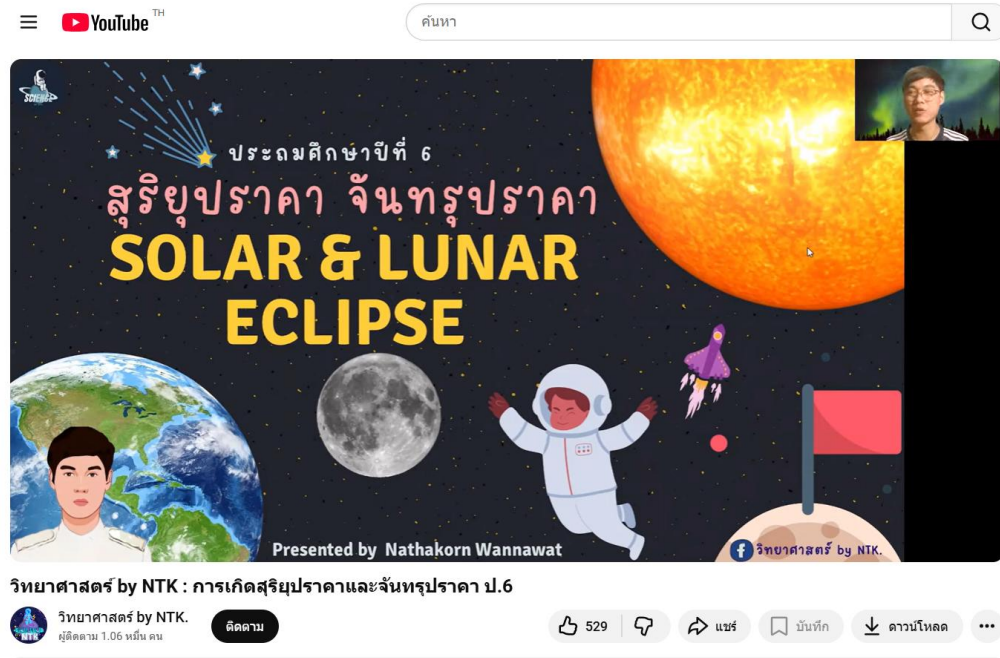 YouTube TH
ค้นหา
SCIENCE
ประถมศึกษาปีที่ 6
สุริยุปราคา จันทรุปราคา
SOLAR & LUNAR
ECLIPSE
Presented by Nathakorn Wannawat
วิทยาศาสตร์ by NTK.
วิทยาศาสตร์ by NTK : การเกิดสุริยุปราคาและจันทรุปราคา ป.6
NTK
วิทยาศาสตร์ by NTK.
ผู้ติดตาม 1.06 หมื่น คน
ติดตาม
529
แชร์
บันทึก
ดาวน์โหลด